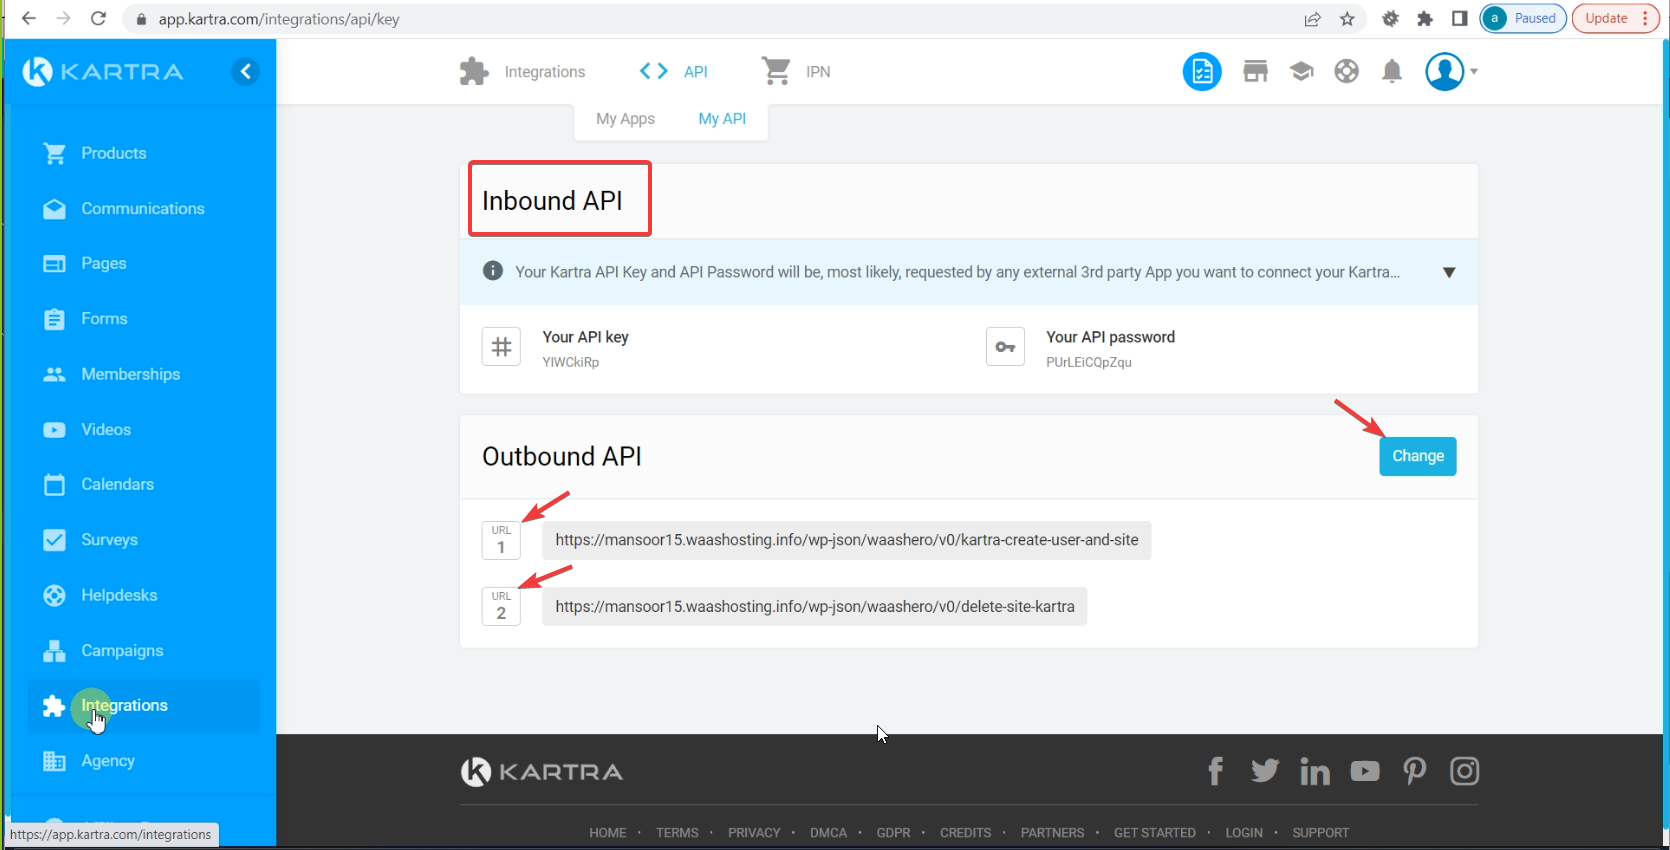 app.kartra.com/integrations/api/key
a Paused
Update
KARTRA
Integrations
API
IPN
My Apps
My API
Products
Communications
Pages
Forms
Memberships
Videos
Calendars
Surveys
Helpdesks
Campaigns
Integrations
Agency
https://app.kartra.com/integrations
Inbound API
Your Kartra API Key and API Password will be, most likely, requested by any external 3rd party App you want to connect your Kartra...
Your API key
YIWCkiRp
Your API password
PUrLEiCQpZqu
Outbound API
Change
URL
1
https://mansoor15.waashosting.info/wp-json/waashero/v0/kartra-create-user-and-site
URL
2
https://mansoor15.waashosting.info/wp-json/waashero/v0/delete-site-kartra
KARTRA
HOME · TERMS · PRIVACY · DMCA · GDPR · CREDITS · PARTNERS · GET STARTED · LOGIN · SUPPORT